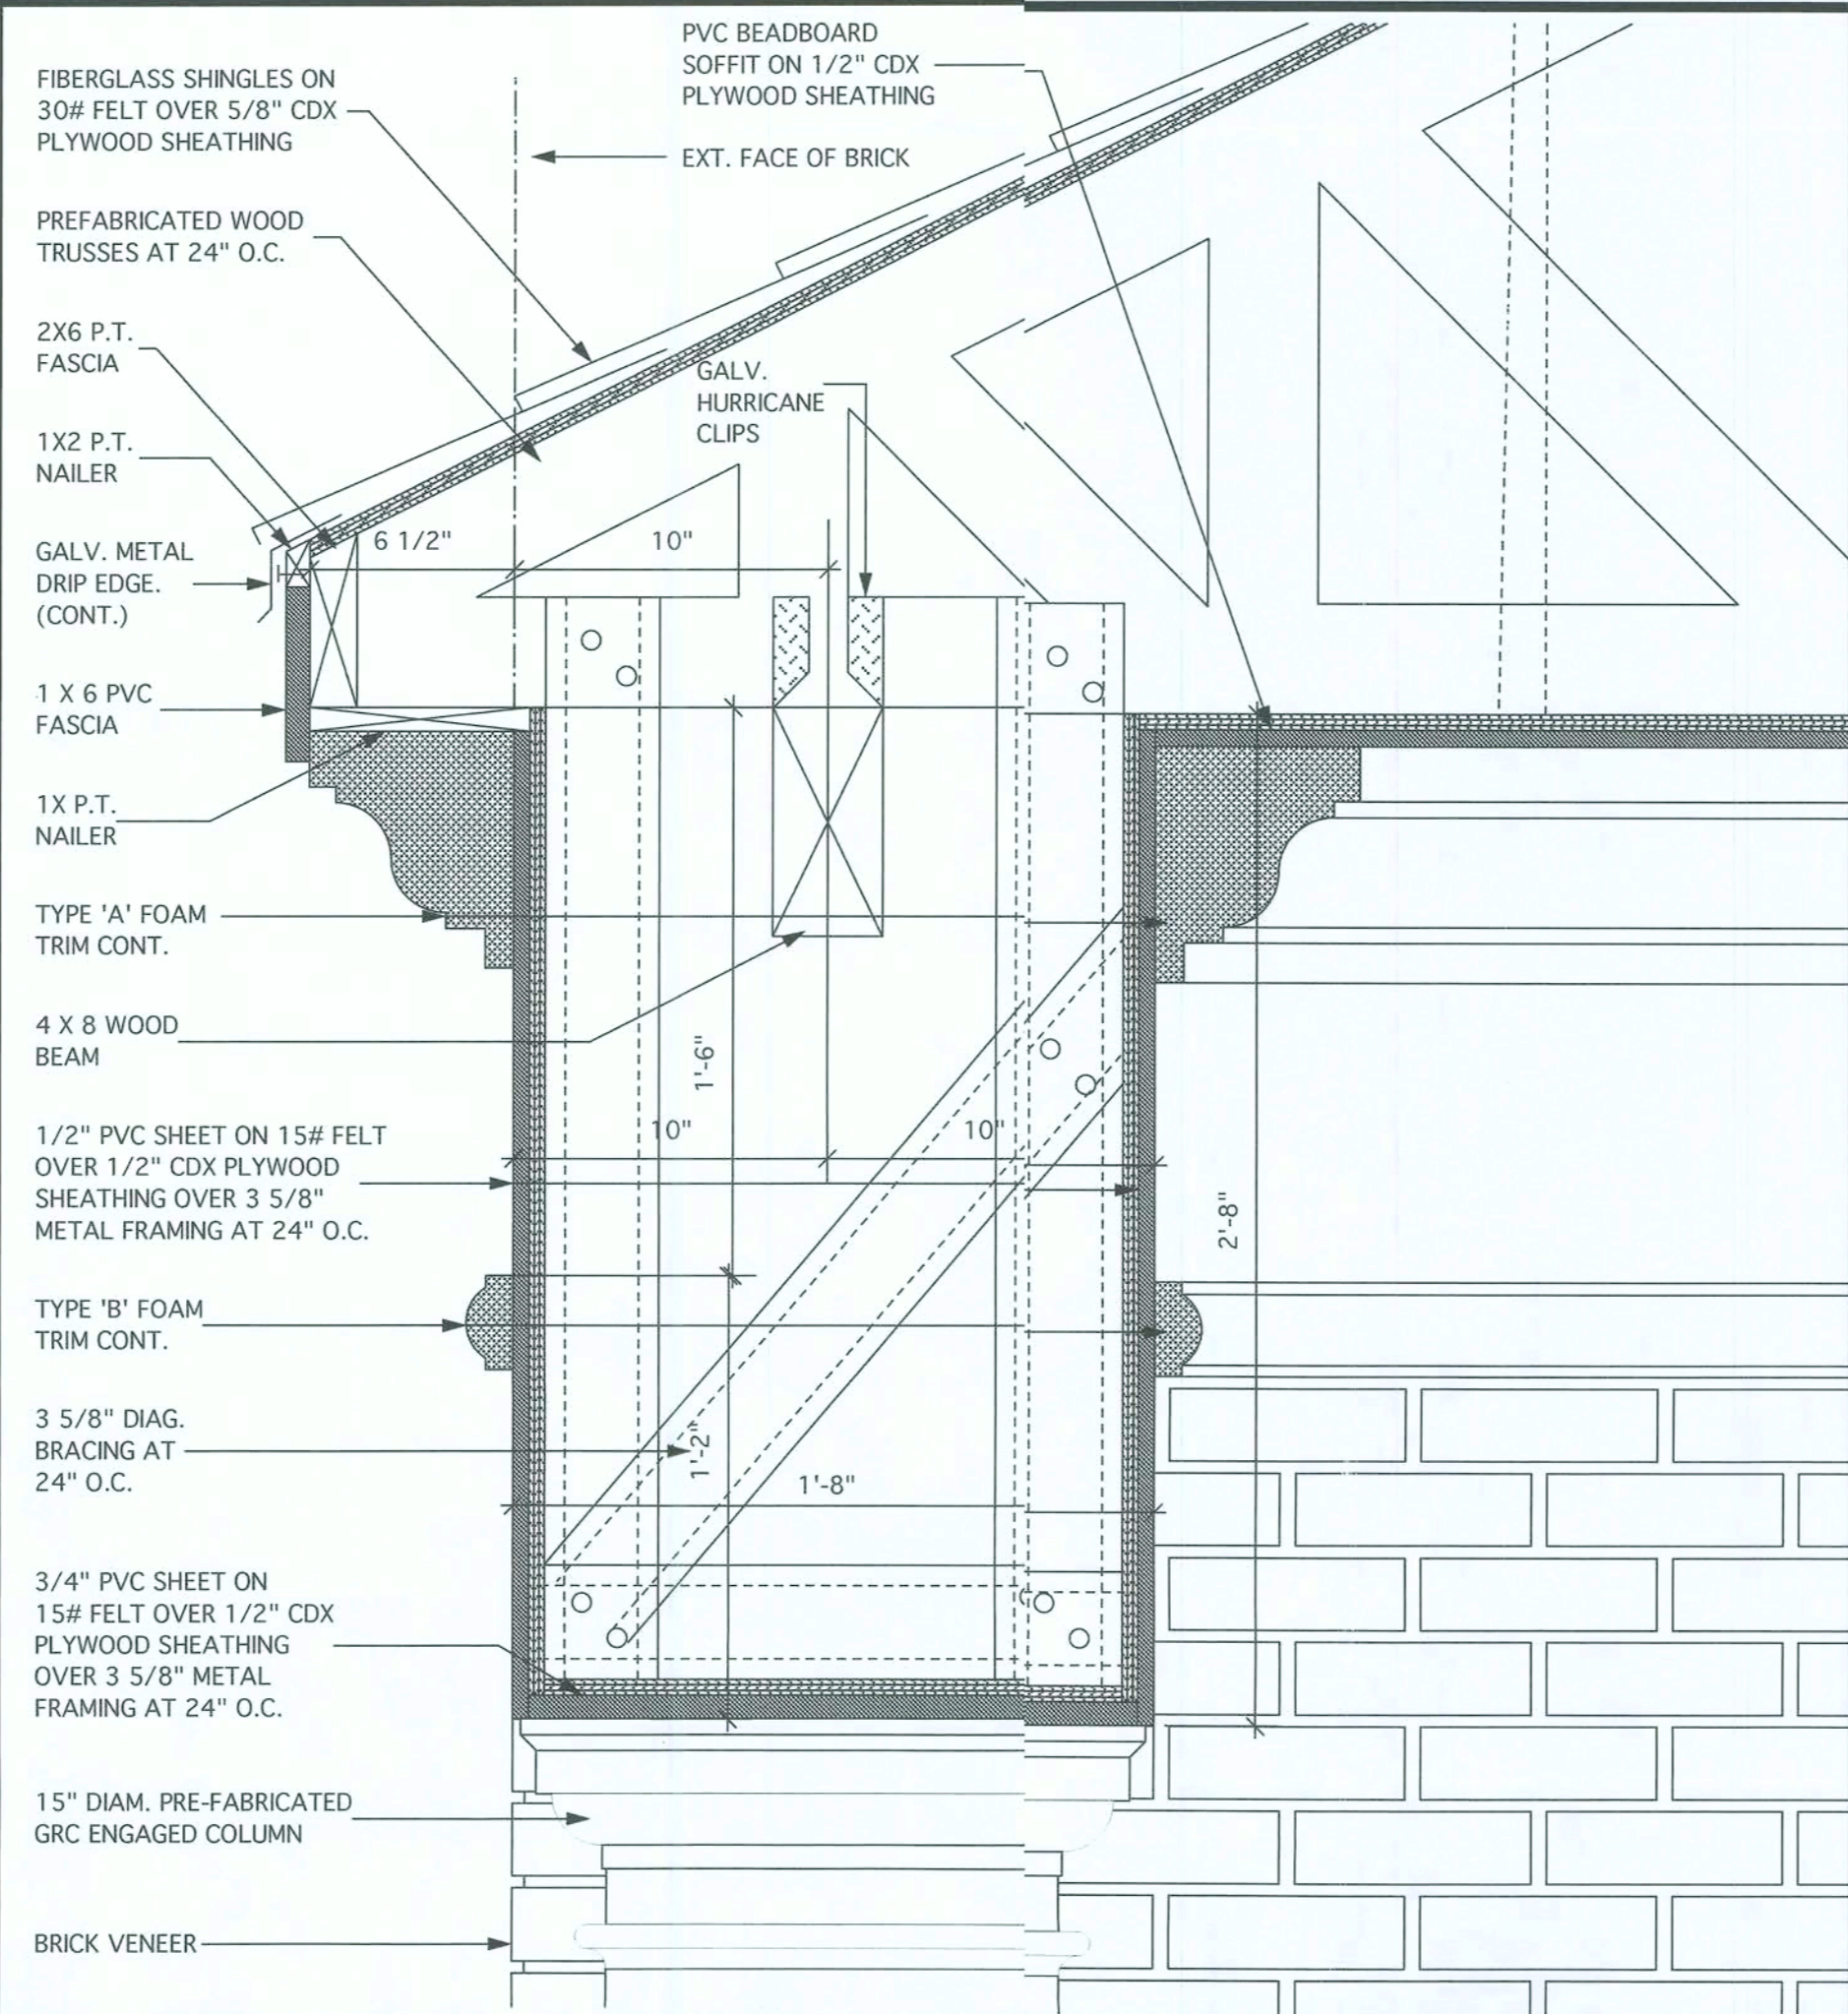 FIBERGLASS SHINGLES ON
30# FELT OVER 5/8" CDX
PLYWOOD SHEATHING
PREFABRICATED WOOD
TRUSSES AT 24" O.C.
2X6 P.T.
FASCIA
1X2 P.T.
NAILER
GALV. METAL
DRIP EDGE.
(CONT.)
1 X 6 PVC
FASCIA
1X P.T.
NAILER
TYPE 'A' FOAM
TRIM CONT.
4 X 8 WOOD
BEAM
1/2" PVC SHEET ON 15# FELT
OVER 1/2" CDX PLYWOOD
SHEATHING OVER 3 5/8"
METAL FRAMING AT 24" O.C.
TYPE 'B' FOAM
TRIM CONT.
3 5/8" DIAG.
BRACING AT
24" O.C.
3/4" PVC SHEET ON
15# FELT OVER 1/2" CDX
PLYWOOD SHEATHING
OVER 3 5/8" METAL
FRAMING AT 24" O.C.
15" DIAM. PRE-FABRICATED
GRC ENGAGED COLUMN
BRICK VENEER
PVC BEADBOARD
SOFFIT ON 1/2" CDX
PLYWOOD SHEATHING
EXT. FACE OF BRICK
GALV.
HURRICANE
CLIPS
6 1/2"
10"
1'-6"
10"
10"
2'-8"
1'-2"
1'-8"